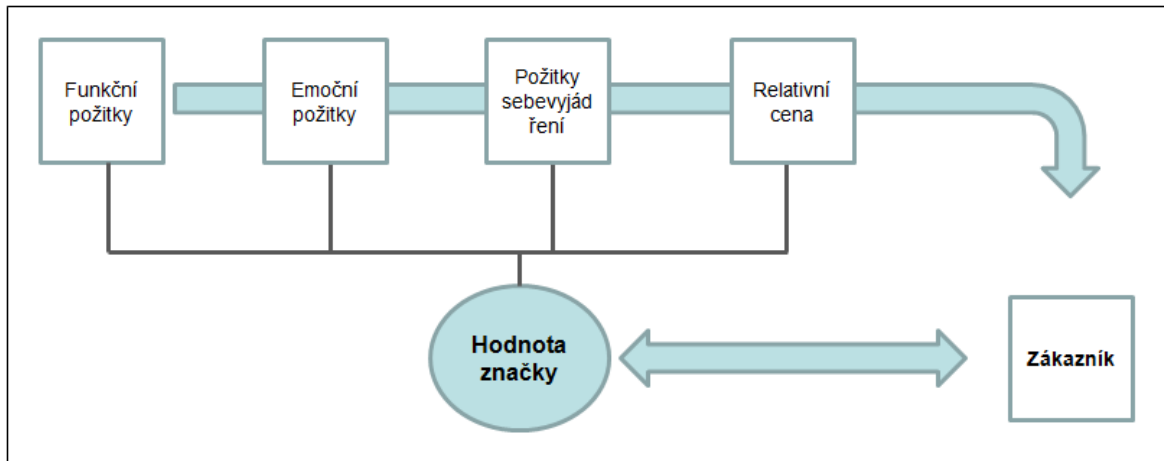 Funkční
požitky
Emoční
požitky
Požitky
sebevyjád
ření
Relativní
cena
Hodnota
značky
Zákazník